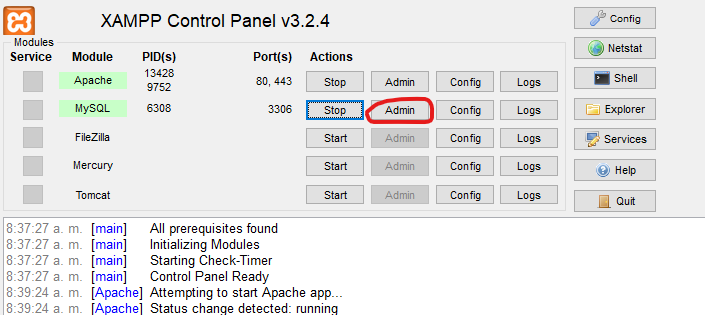 XAMPP Control Panel v3.2.4
Modules
Service Module PID(s) Port(s) Actions
Apache 13428 9752 80, 443 Stop Admin Config Logs
MySQL 6308 3306 Stop Admin Config Logs
FileZilla Start Admin Config Logs
Mercury Start Admin Config Logs
Tomcat Start Admin Config Logs
Config
Netstat
Shell
Explorer
Services
Help
Quit
8:37:27 a. m. [main] All prerequisites found
8:37:27 a. m. [main] Initializing Modules
8:37:27 a. m. [main] Starting Check-Timer
8:37:27 a. m. [main] Control Panel Ready
8:39:24 a. m. [Apache] Attempting to start Apache app...
8:39:24 a. m. [Apache] Status change detected: running